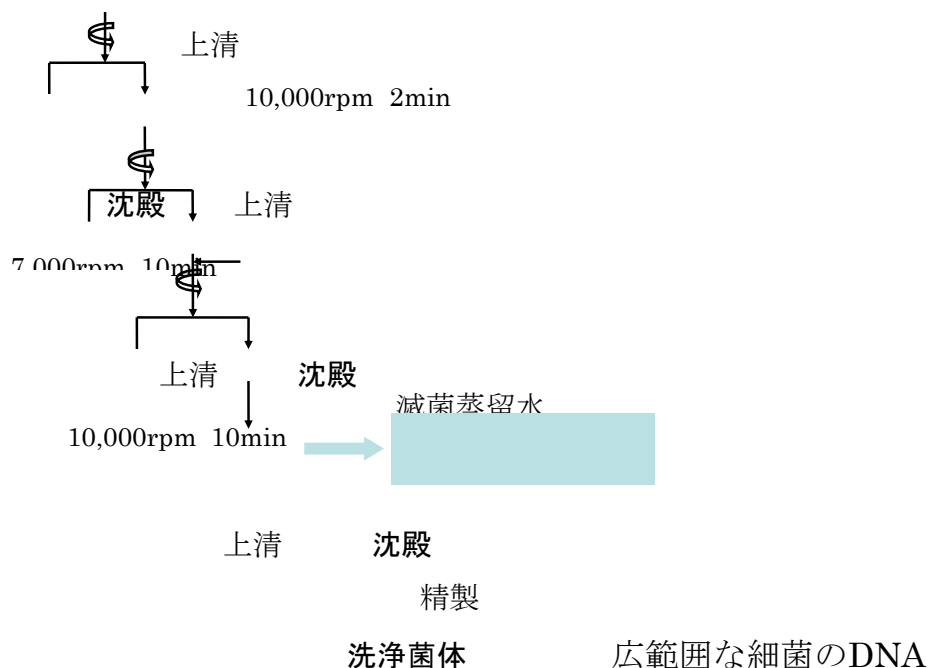 上清
10,000rpm 2min
沈殿 上清
7,000rpm 10min
上清 沈殿
滅菌蒸留水
10,000rpm 10min
上清 沈殿
精製
洗浄菌体 広範囲な細菌のDNA